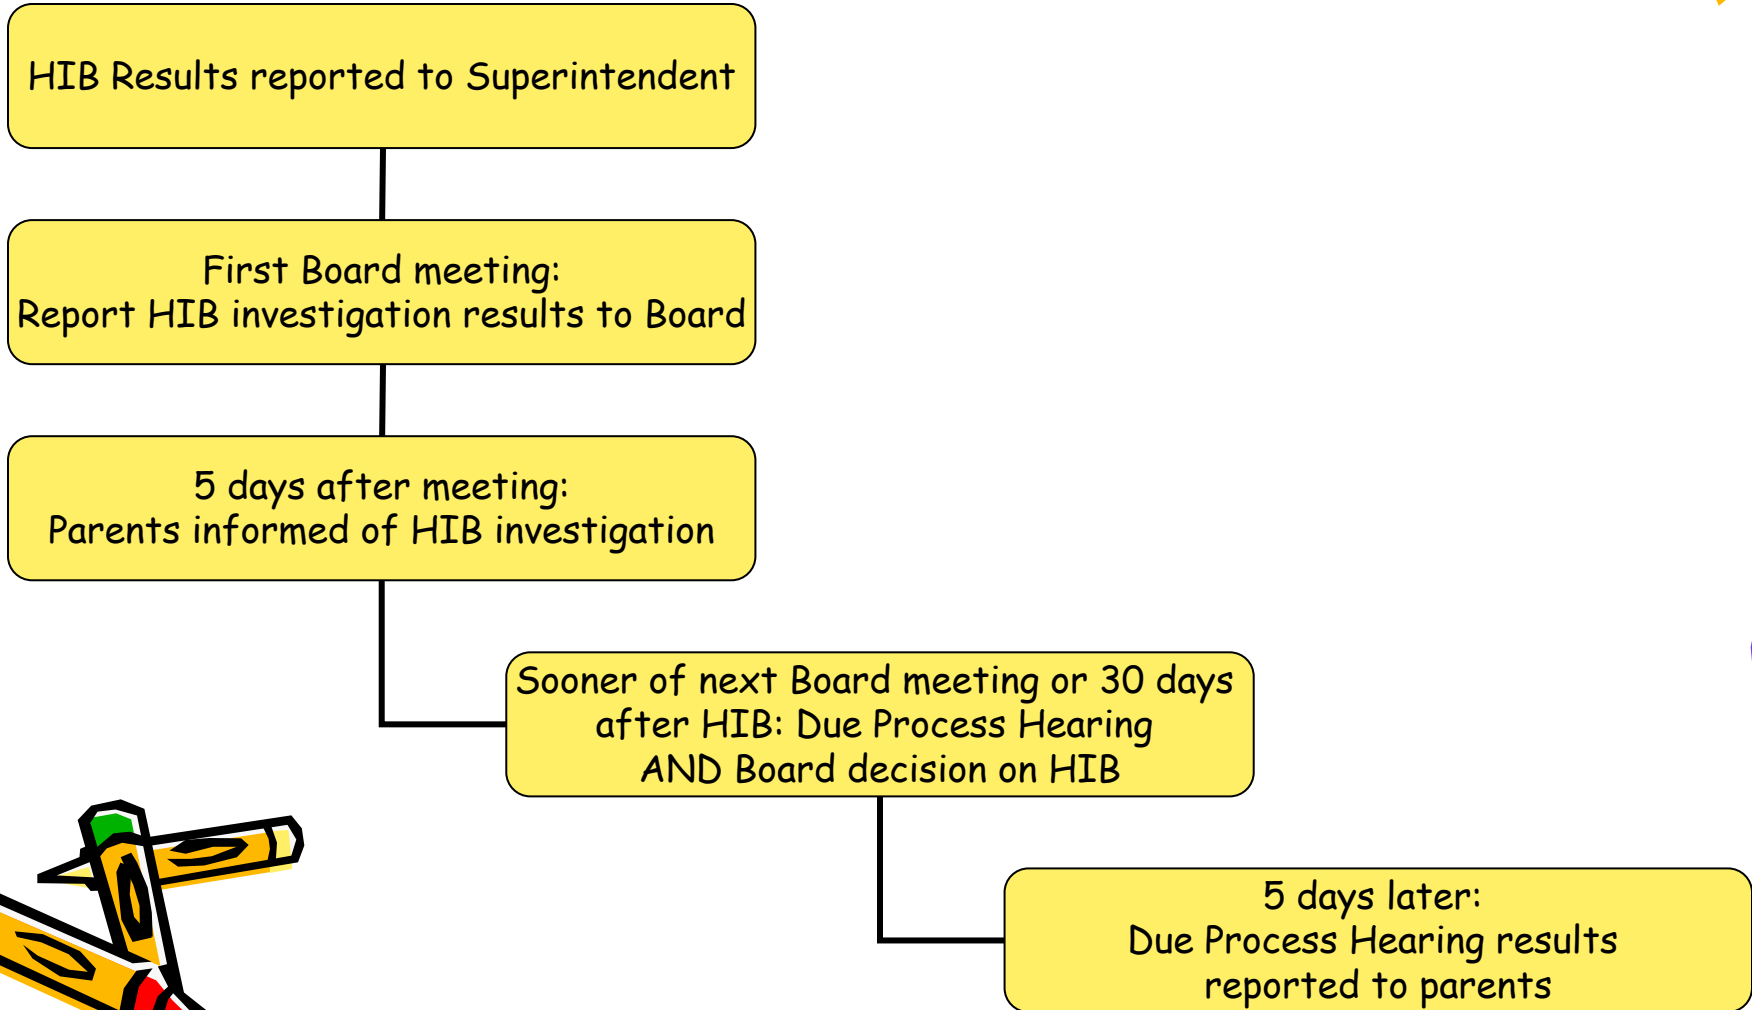 HIB Results reported to Superintendent
First Board meeting:
Report HIB investigation results to Board
5 days after meeting:
Parents informed of HIB investigation
Sooner of next Board meeting or 30 days
after HIB: Due Process Hearing
AND Board decision on HIB
5 days later:
Due Process Hearing results
reported to parents